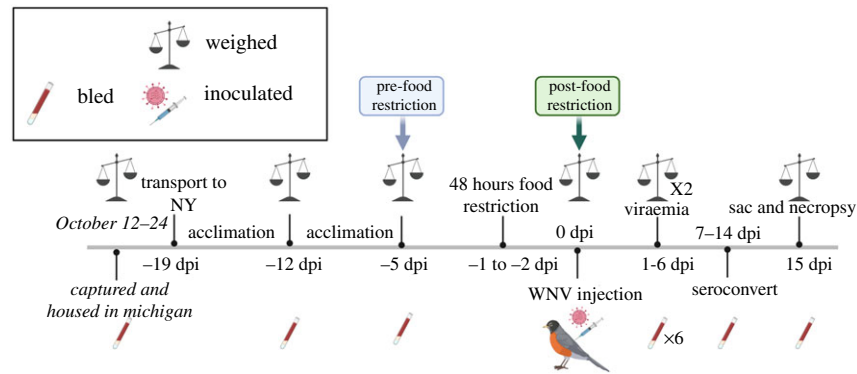 weighed
bled
inoculated
pre-food
restriction
post-food
restriction
transport to
NY
48 hours food
restriction
X2
viraemia
sac and necropsy
October 12–24
acclimation
acclimation
0 dpi
7–14 dpi
–19 dpi
–12 dpi
–5 dpi
–1 to –2 dpi
1-6 dpi
15 dpi
captured and
housed in michigan
WNV injection
seroconvert
×6